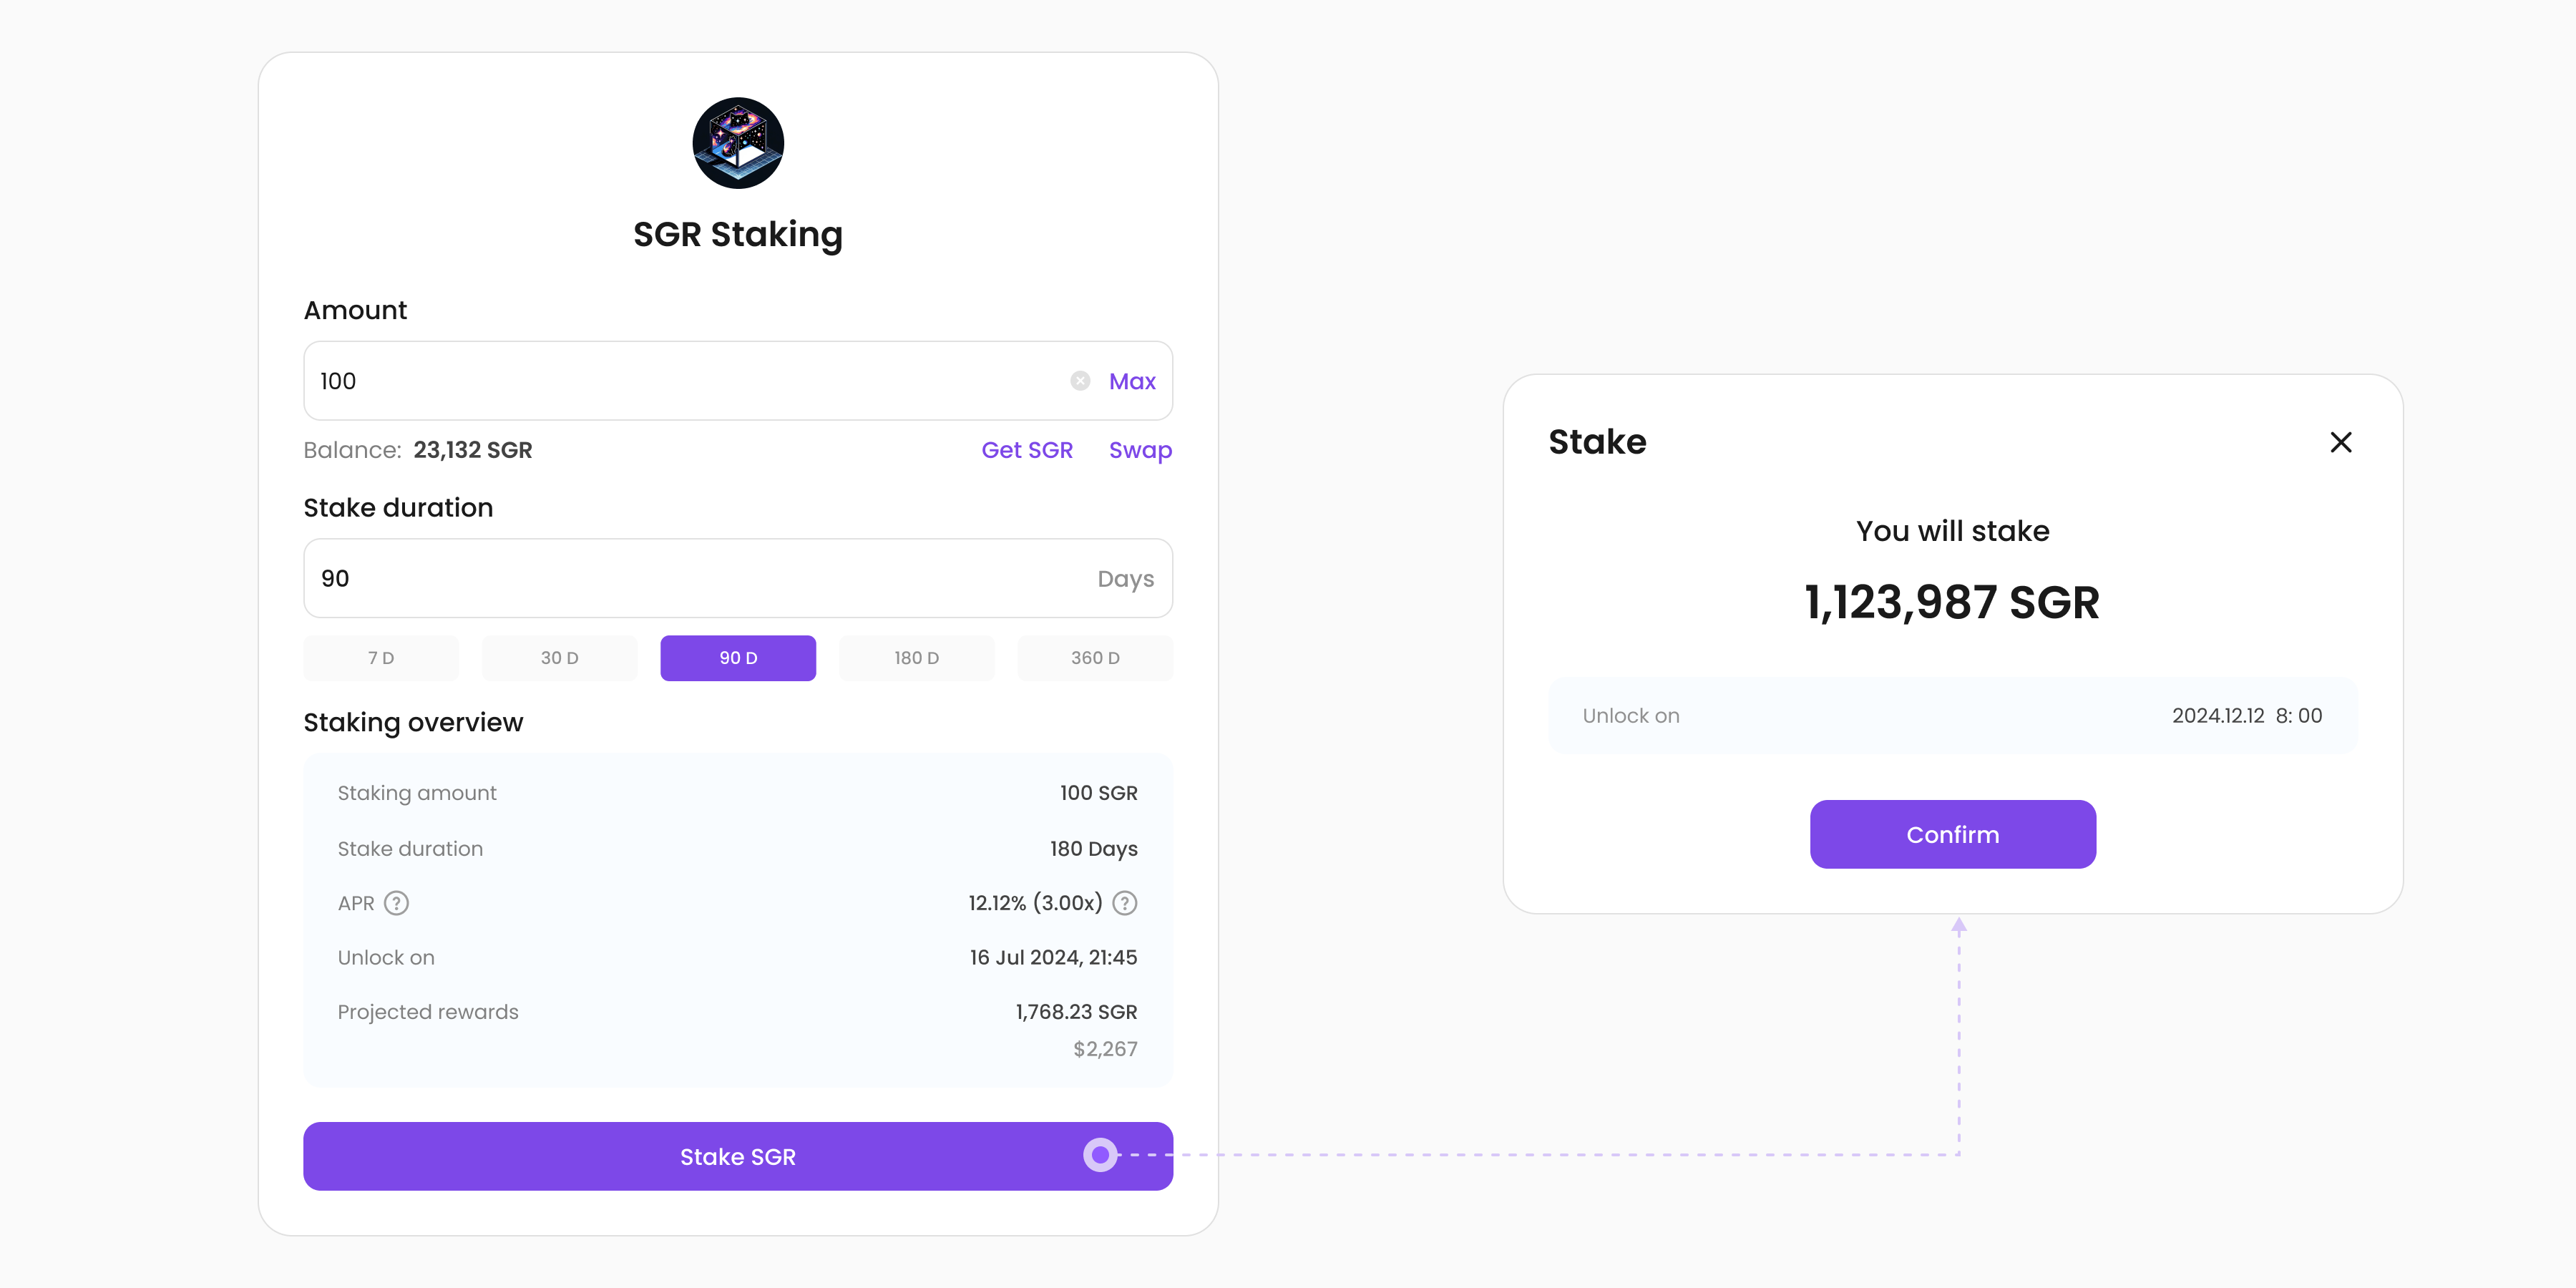 SGR Staking
Amount
100 Max
Balance: 23,132 SGR Get SGR Swap
Stake duration
90 Days
7 D 30 D 90 D 180 D 360 D
Staking overview
Staking amount 100 SGR
Stake duration 180 Days
APR ? 12.12% (3.00x) ?
Unlock on 16 Jul 2024, 21:45
Projected rewards 1,768.23 SGR
$2,267
Stake SGR
Stake
You will stake
1,123,987 SGR
Unlock on 2024.12.12 8: 00
Confirm